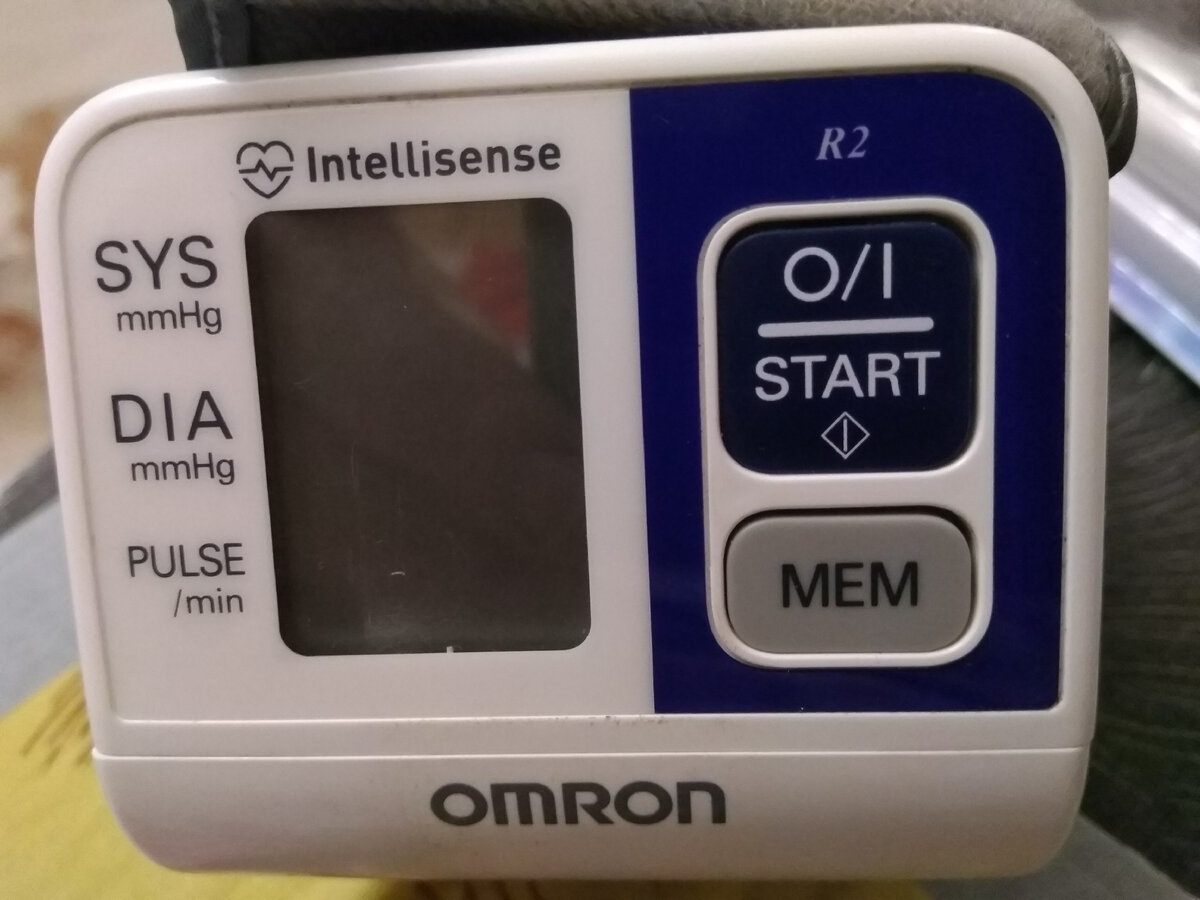 Intellisense
SYS
mmHg
DIA
mmHg
PULSE
/min
R2
O/I
START
MEM
OMRON